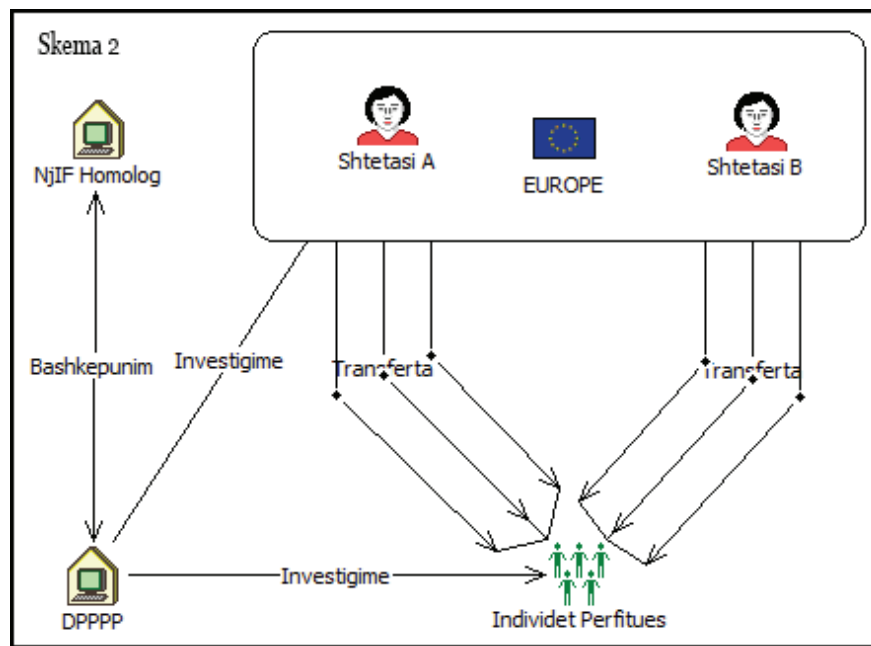 Skema 2
Shtetasi A
EUROPE
Shtetasi B
NjIF Homolog
Bashkepunim
Investigime
Transferta
Transferta
Investigime
DPPPP
Individet Perfitues